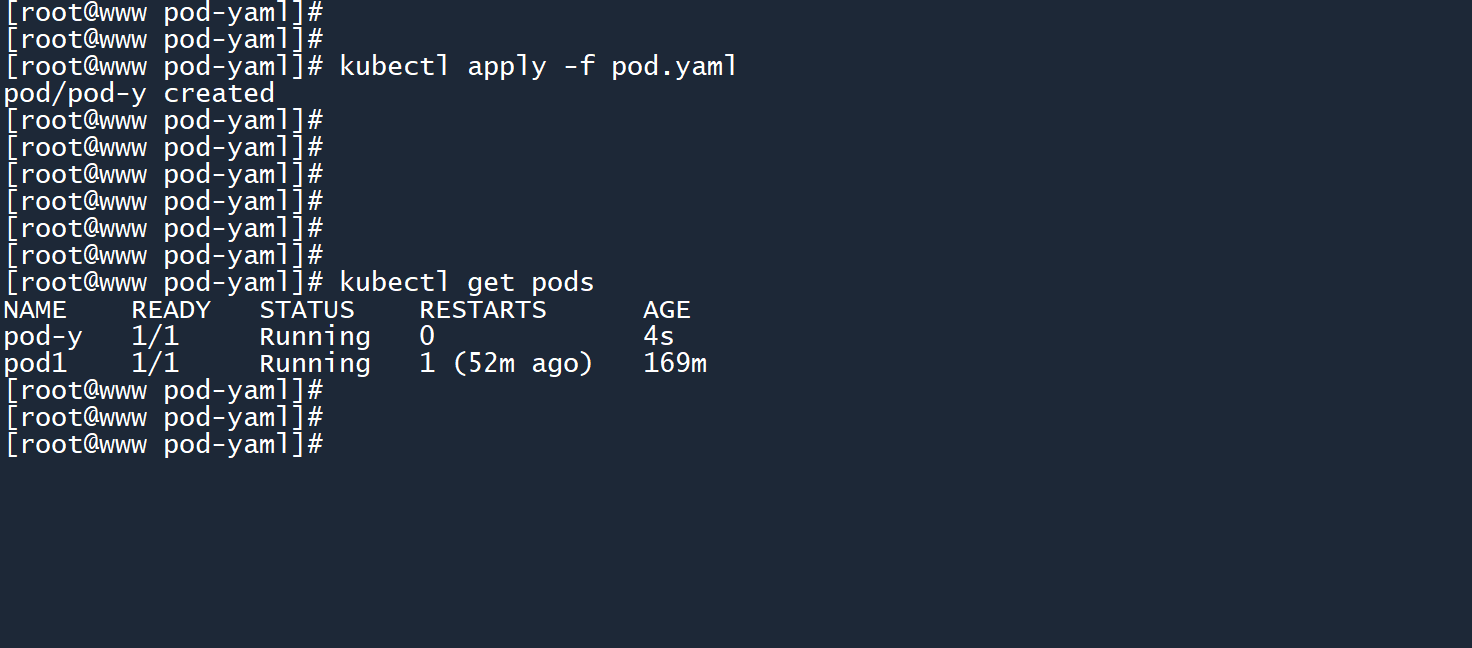 [root@www pod-yaml]#
[root@www pod-yaml]#
[root@www pod-yaml]# kubectl apply -f pod.yaml
pod/pod-y created
[root@www pod-yaml]#
[root@www pod-yaml]#
[root@www pod-yaml]#
[root@www pod-yaml]#
[root@www pod-yaml]#
[root@www pod-yaml]#
[root@www pod-yaml]# kubectl get pods
NAME    READY   STATUS    RESTARTS      AGE
pod-y   1/1     Running   0             4s
pod1    1/1     Running   1 (52m ago)   169m
[root@www pod-yaml]#
[root@www pod-yaml]#
[root@www pod-yaml]#